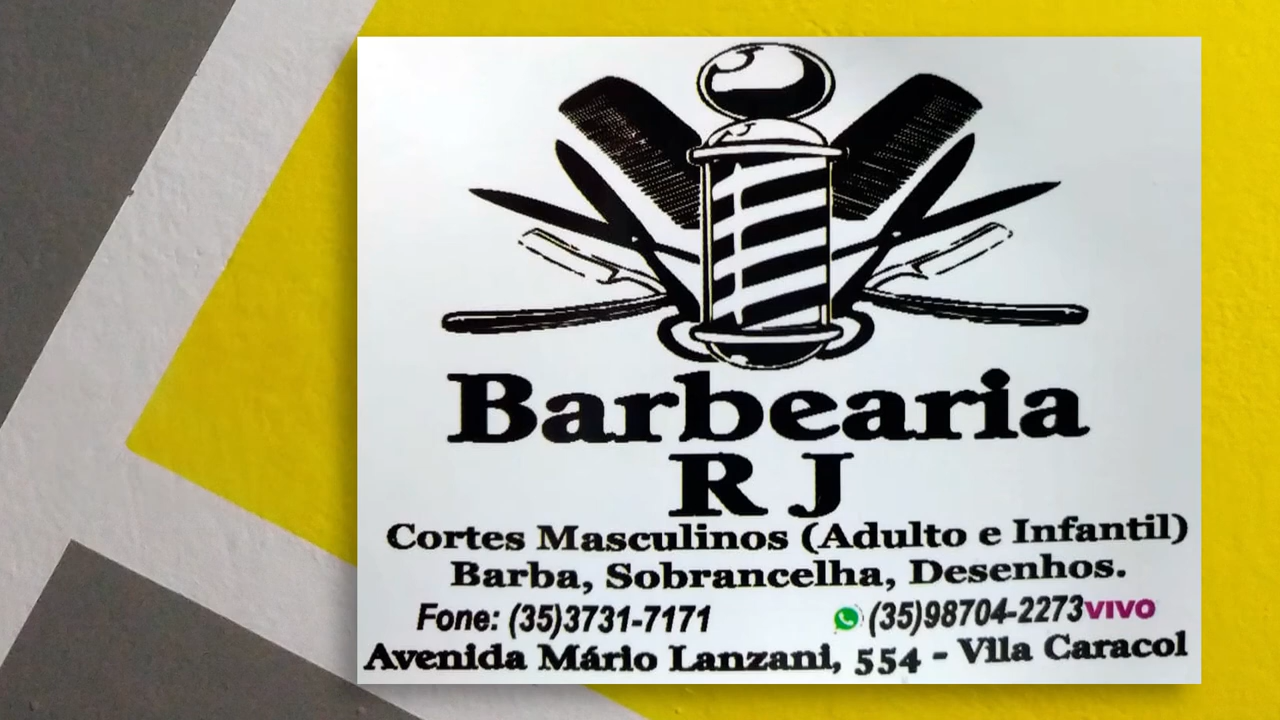 Barbearia
R J
Cortes Masculinos (Adulto e Infantil)
Barba, Sobrancelha, Desenhos.
Fone: (35)3731-7171 (35)98704-2273VIVO
Avenida Mário Lanzani, 554 - Vila Caracol